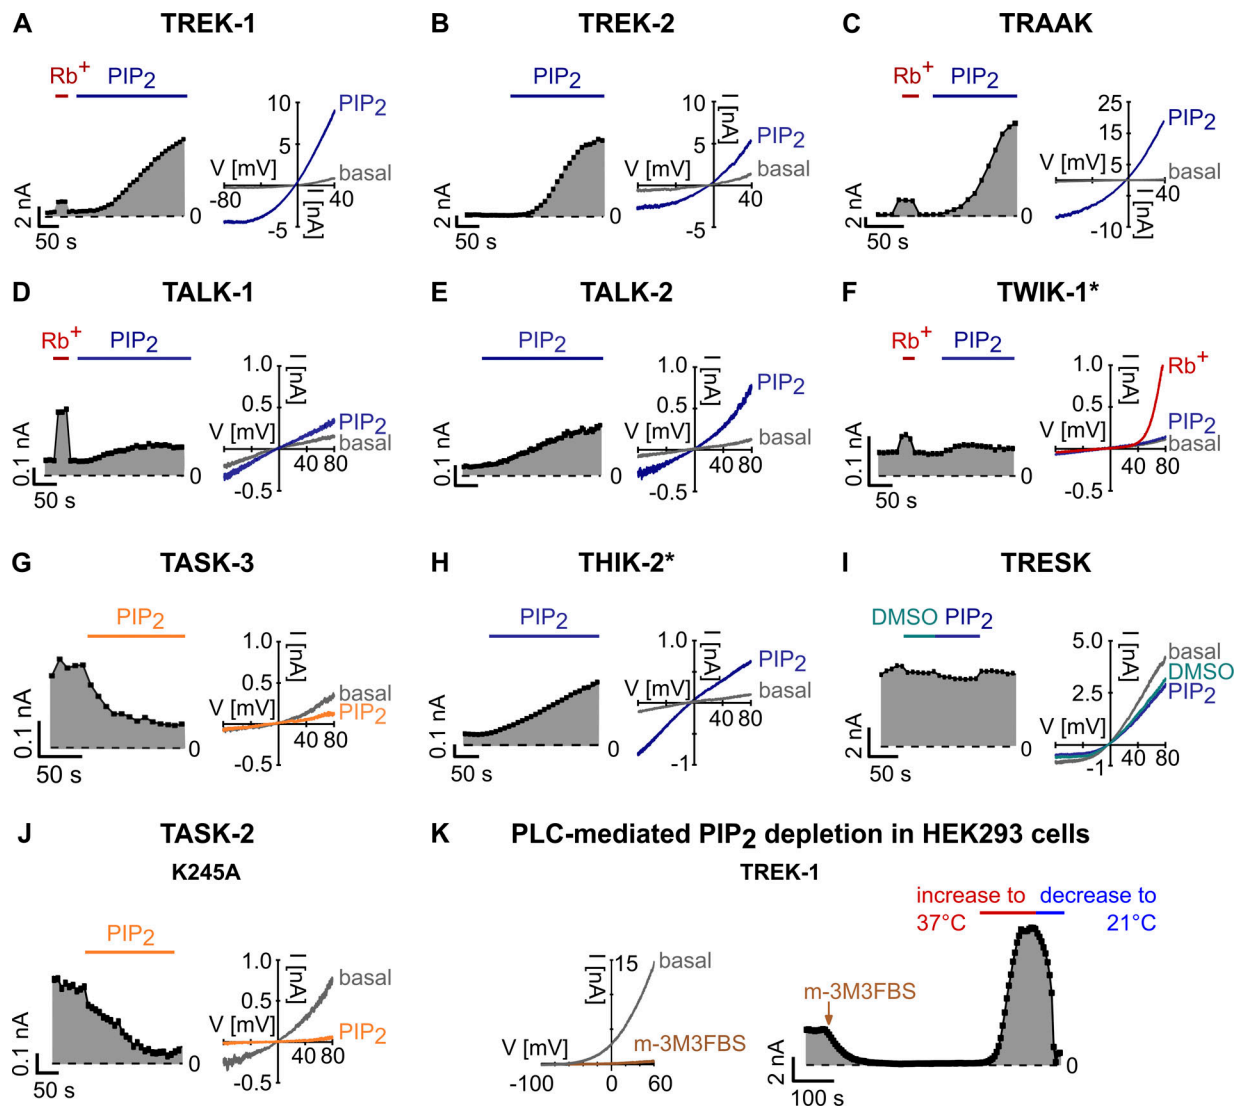 A TREK-1
Rb+ PIP2
2 nA
50 s
0
10
5
-5
V [mV]
-80
40
I [nA]
PIP2
basal
B TREK-2
PIP2
2 nA
50 s
0
10
5
-5
I [nA]
V [mV]
40
PIP2
basal
C TRAAK
Rb+ PIP2
2 nA
50 s
0
25
15
5
-10
40
PIP2
basal
D TALK-1
Rb+ PIP2
0.1 nA
50 s
0
1.0
0.5
-0.5
I [nA]
V [mV]
40 80
PIP2
basal
E TALK-2
PIP2
0.1 nA
50 s
0
1.0
0.5
-0.5
I [nA]
V [mV]
40 80
PIP2
basal
F TWIK-1*
Rb+ PIP2
0.1 nA
50 s
0
1.0
0.5
-0.5
I [nA]
V [mV]
40 80
Rb+
PIP2
basal
G TASK-3
PIP2
0.1 nA
50 s
0
1.0
0.5
-0.5
I [nA]
V [mV]
40 80
basal
PIP2
H THIK-2*
PIP2
0.1 nA
50 s
0
1.0
-1
I [nA]
V [mV]
40 80
PIP2
basal
I TRESK
DMSO PIP2
2 nA
50 s
0
5.0
2.5
-1
I [nA]
V [mV]
40 80
basal
DMSO
PIP2
J TASK-2
K245A
PIP2
0.1 nA
50 s
0
1.0
0.5
-0.5
I [nA]
V [mV]
40 80
basal
PIP2
K PLC-mediated PIP2 depletion in HEK293 cells
TREK-1
15
I [nA]
basal
m-3M3FBS
V [mV]
-100 0 60
increase to
37°C
decrease to
21°C
m-3M3FBS
2 nA
100 s
0